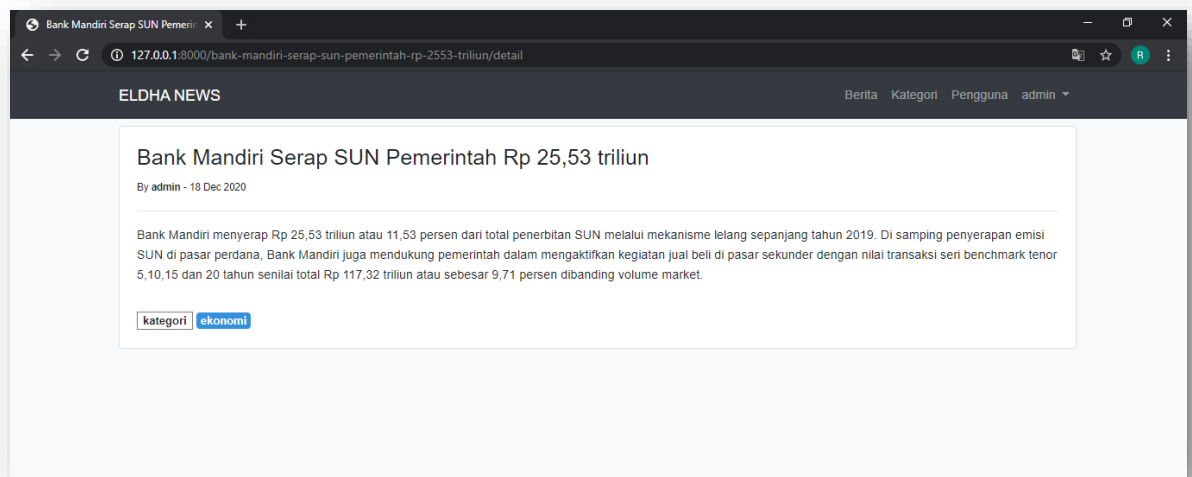 Bank Mandiri Serap SUN Pemerin
127.0.0.1:8000/bank-mandiri-serap-sun-pemerintah-rp-2553-triliun/detail
R
ELDHA NEWS
Berita Kategori Pengguna admin
Bank Mandiri Serap SUN Pemerintah Rp 25,53 triliun
By admin - 18 Dec 2020
Bank Mandiri menyerap Rp 25,53 triliun atau 11,53 persen dari total penerbitan SUN melalui mekanisme lelang sepanjang tahun 2019. Di samping penyerapan emisi
SUN di pasar perdana, Bank Mandiri juga mendukung pemerintah dalam mengaktifkan kegiatan jual beli di pasar sekunder dengan nilai transaksi seri benchmark tenor
5,10,15 dan 20 tahun senilai total Rp 117,32 triliun atau sebesar 9,71 persen dibanding volume market.
kategori ekonomi